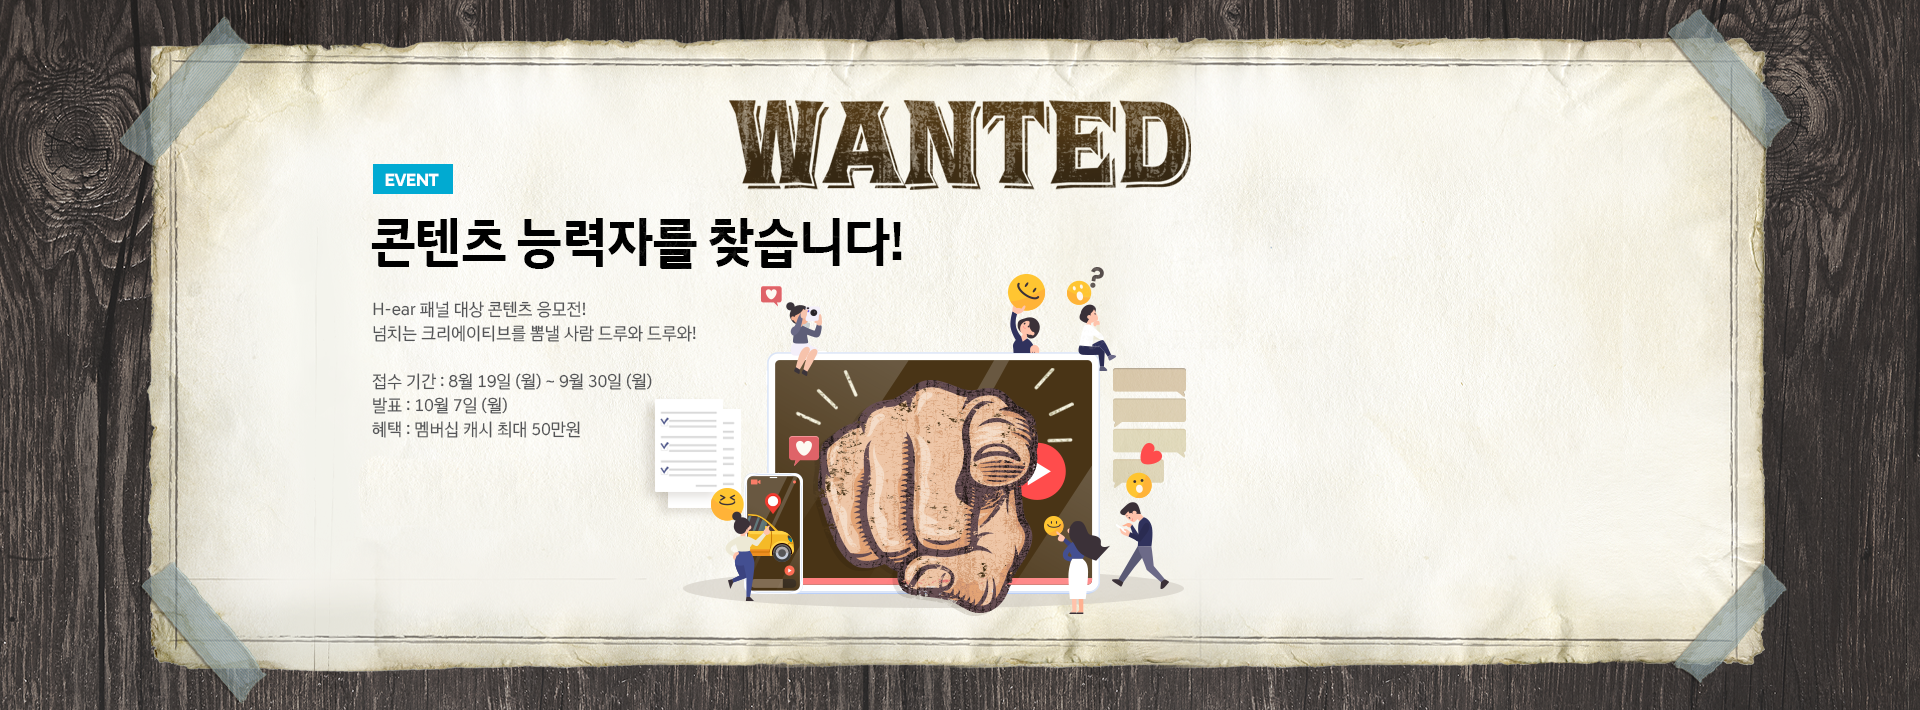 WANTED
EVENT
콘텐츠 능력자를 찾습니다!
H-ear 패널 대상 콘텐츠 응모전!
넘치는 크리에이티브를 뽐낼 사람 드루와 드루와!
접수 기간 : 8월 19일 (월) ~ 9월 30일 (월)
발표 : 10월 7일 (월)
혜택 : 멤버십 캐시 최대 50만원
?